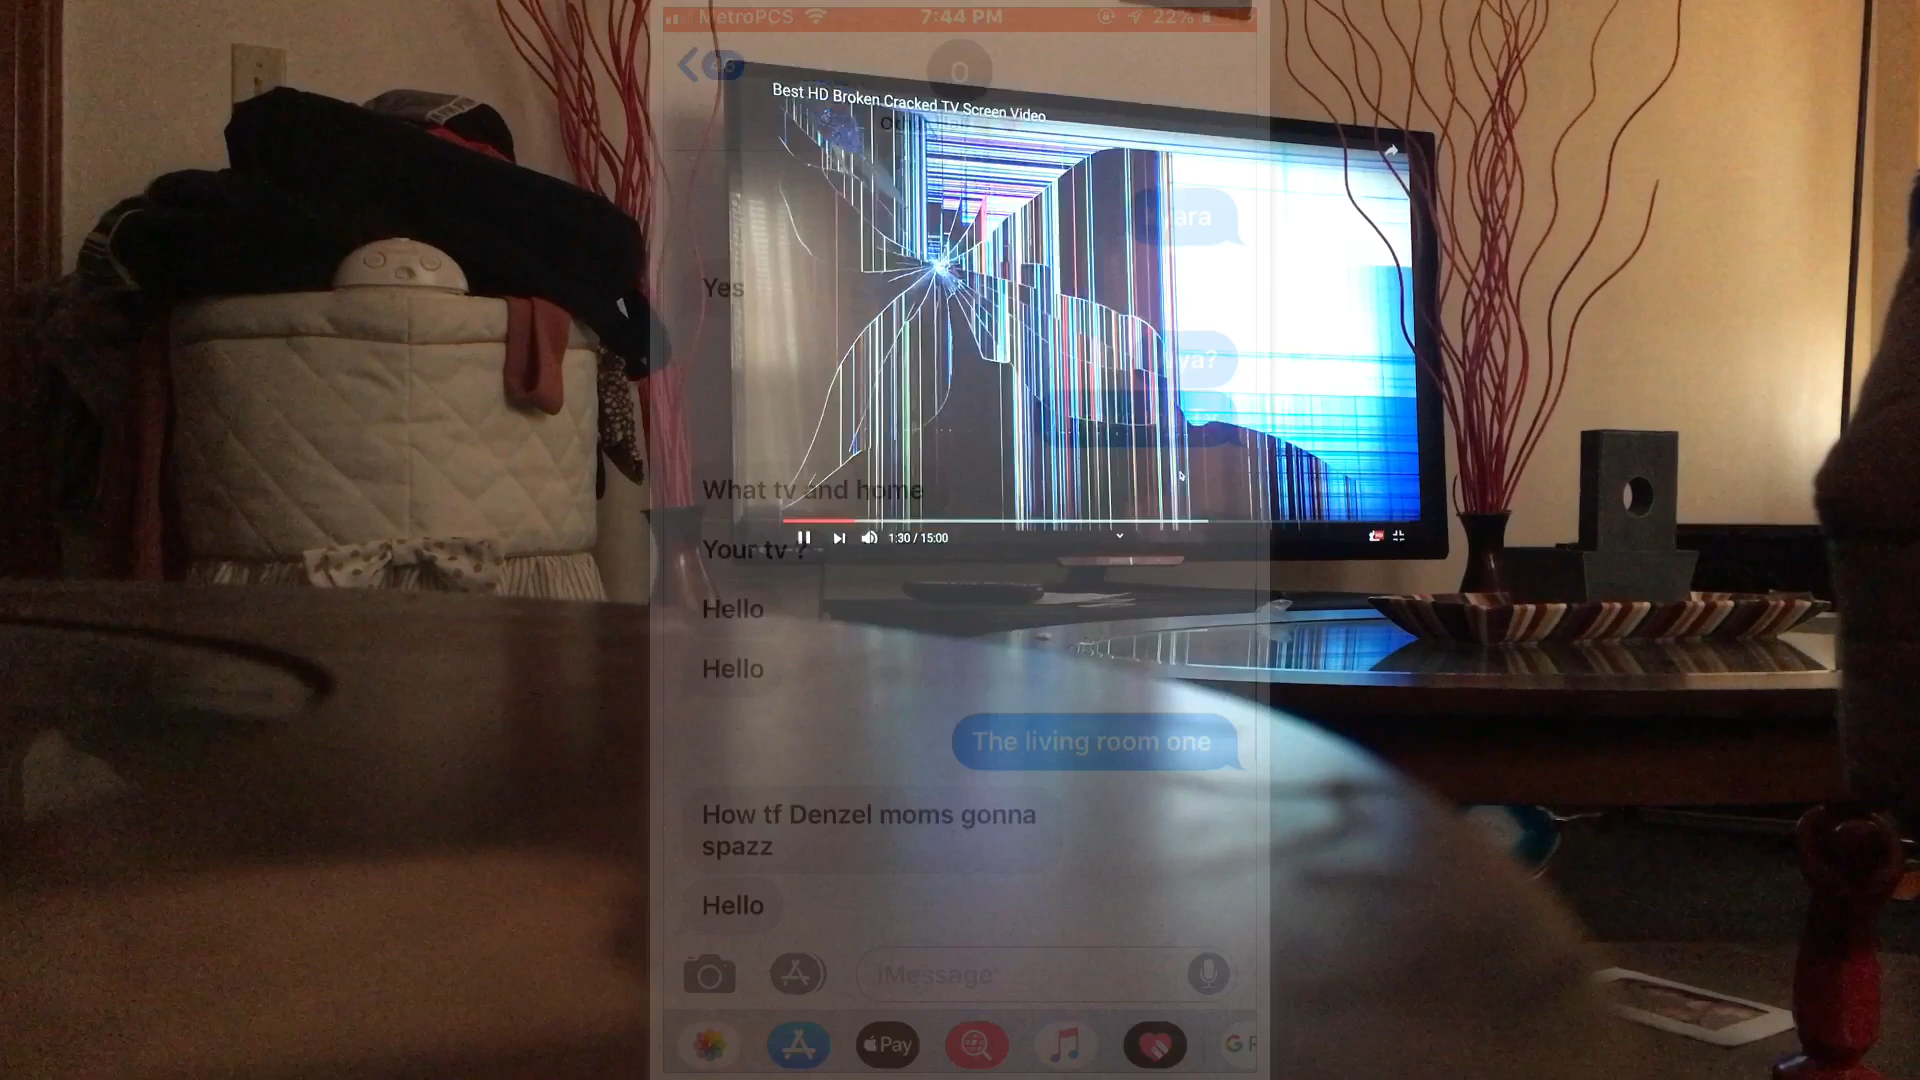 MetroPCS 7:44 PM 22%
46
O
Best HD Broken Cracked TV Screen Video
Yes
What tv and home
1:30 / 15:00
Your tv ?
Hello
Hello
The living room one
How tf Denzel moms gonna
spazz
Hello
iMessage
Pay